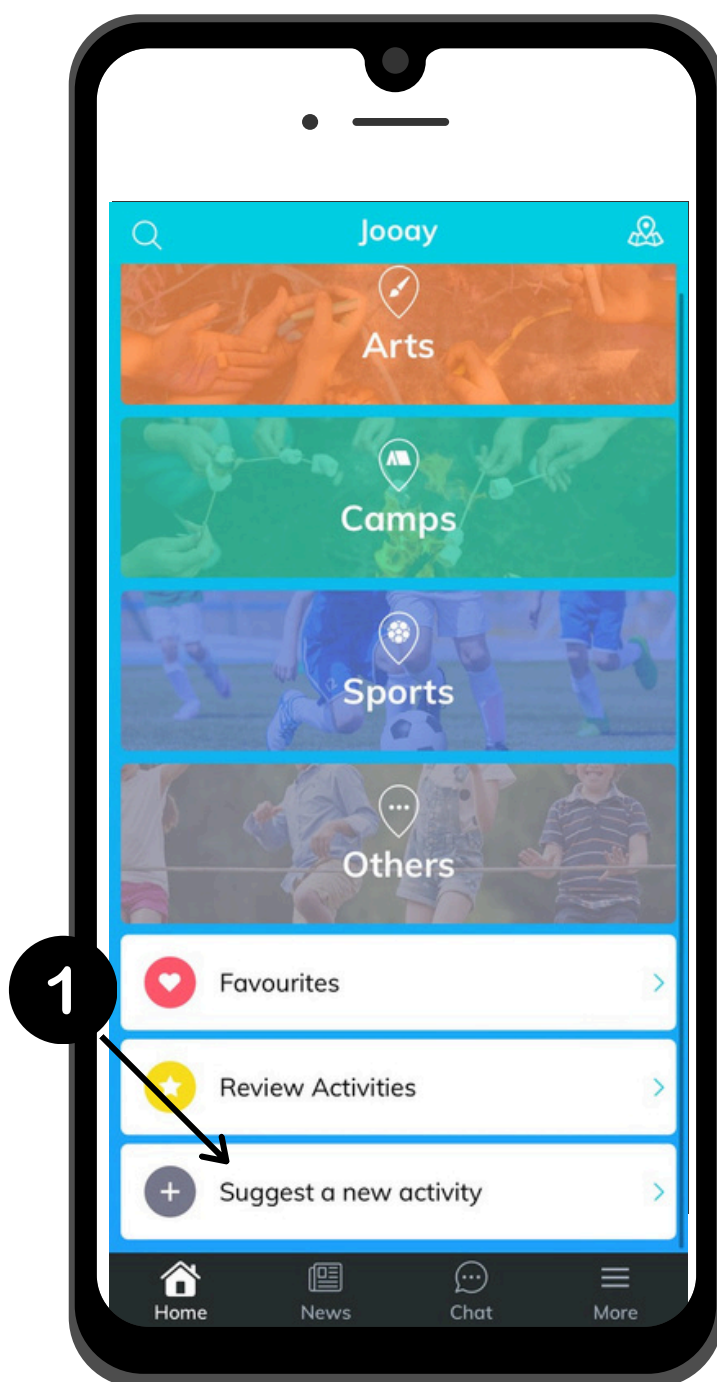 Jooay
Arts
Camps
Sports
Others
1
Favourites
Review Activities
Suggest a new activity
Home News Chat More